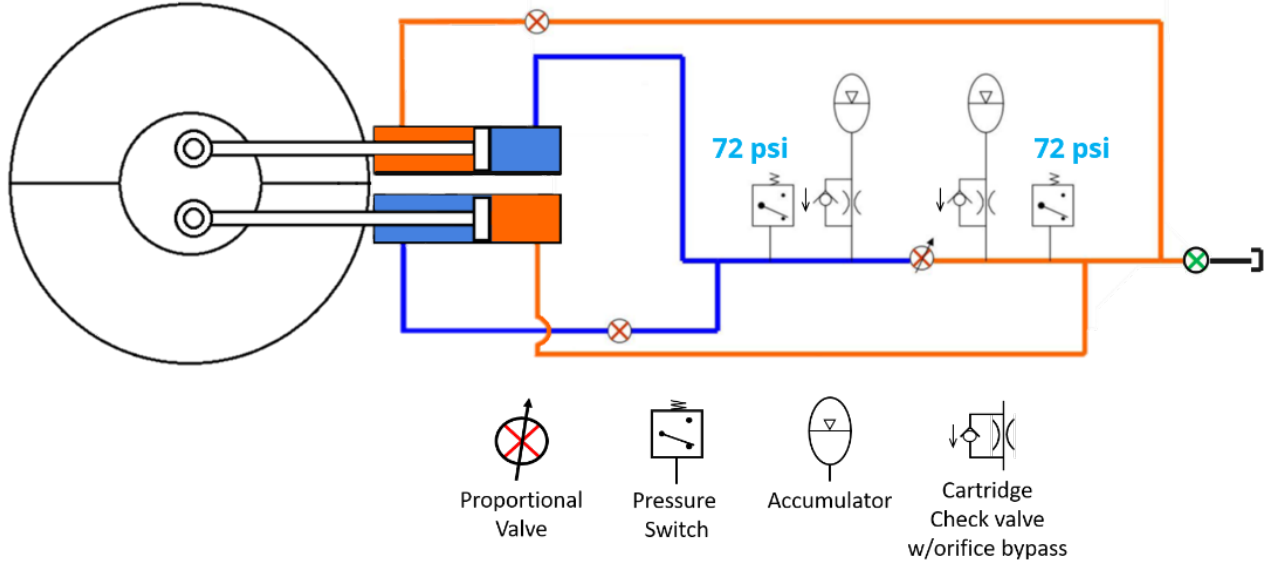 72 psi
72 psi
Proportional
Valve
Pressure
Switch
Accumulator
Cartridge
Check valve
w/orifice bypass